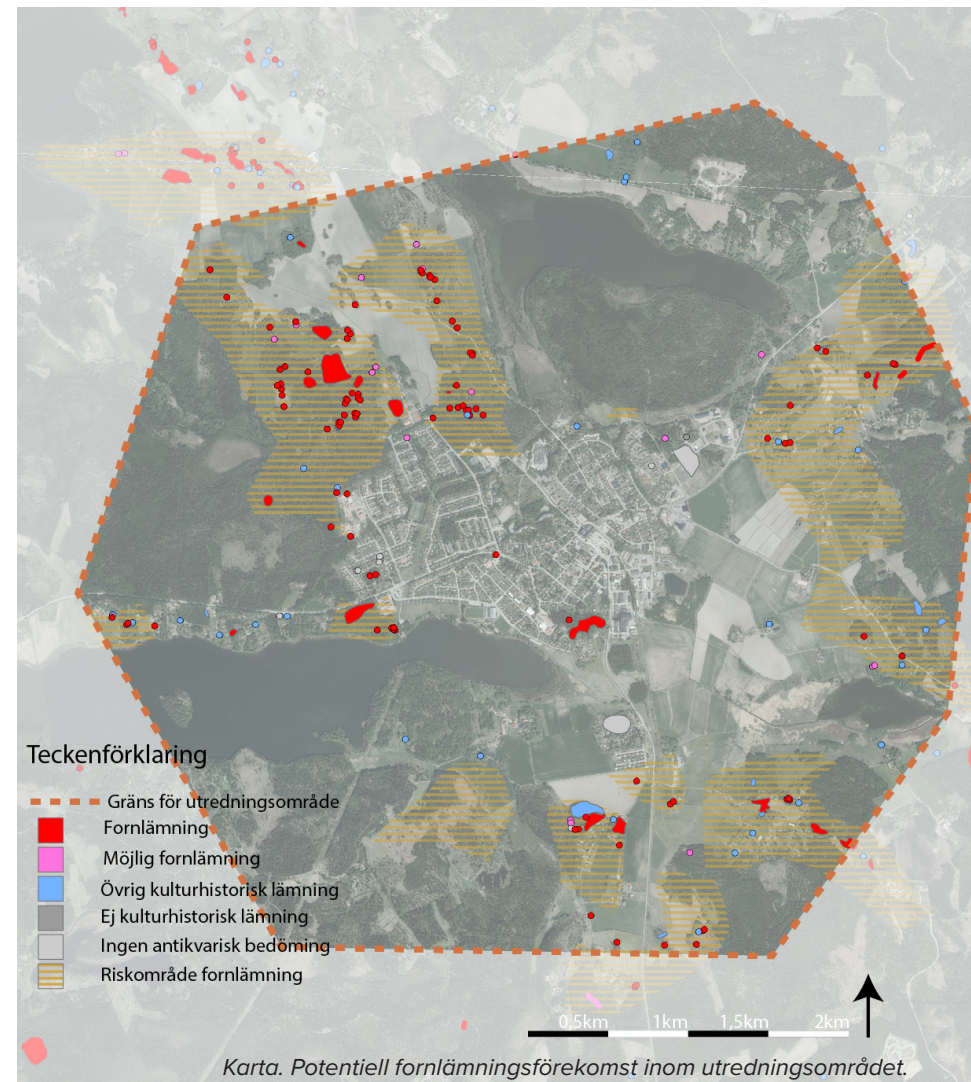 Teckenförklaring
Gräns för utredningsområde
Fornlämning
Möjlig fornlämning
Övrig kulturhistorisk lämning
Ej kulturhistorisk lämning
Ingen antikvarisk bedöming
Riskområde fornlämning
0,5km 1km 1,5km 2km
Karta. Potentiell fornlämningsförekomst inom utredningsområdet.